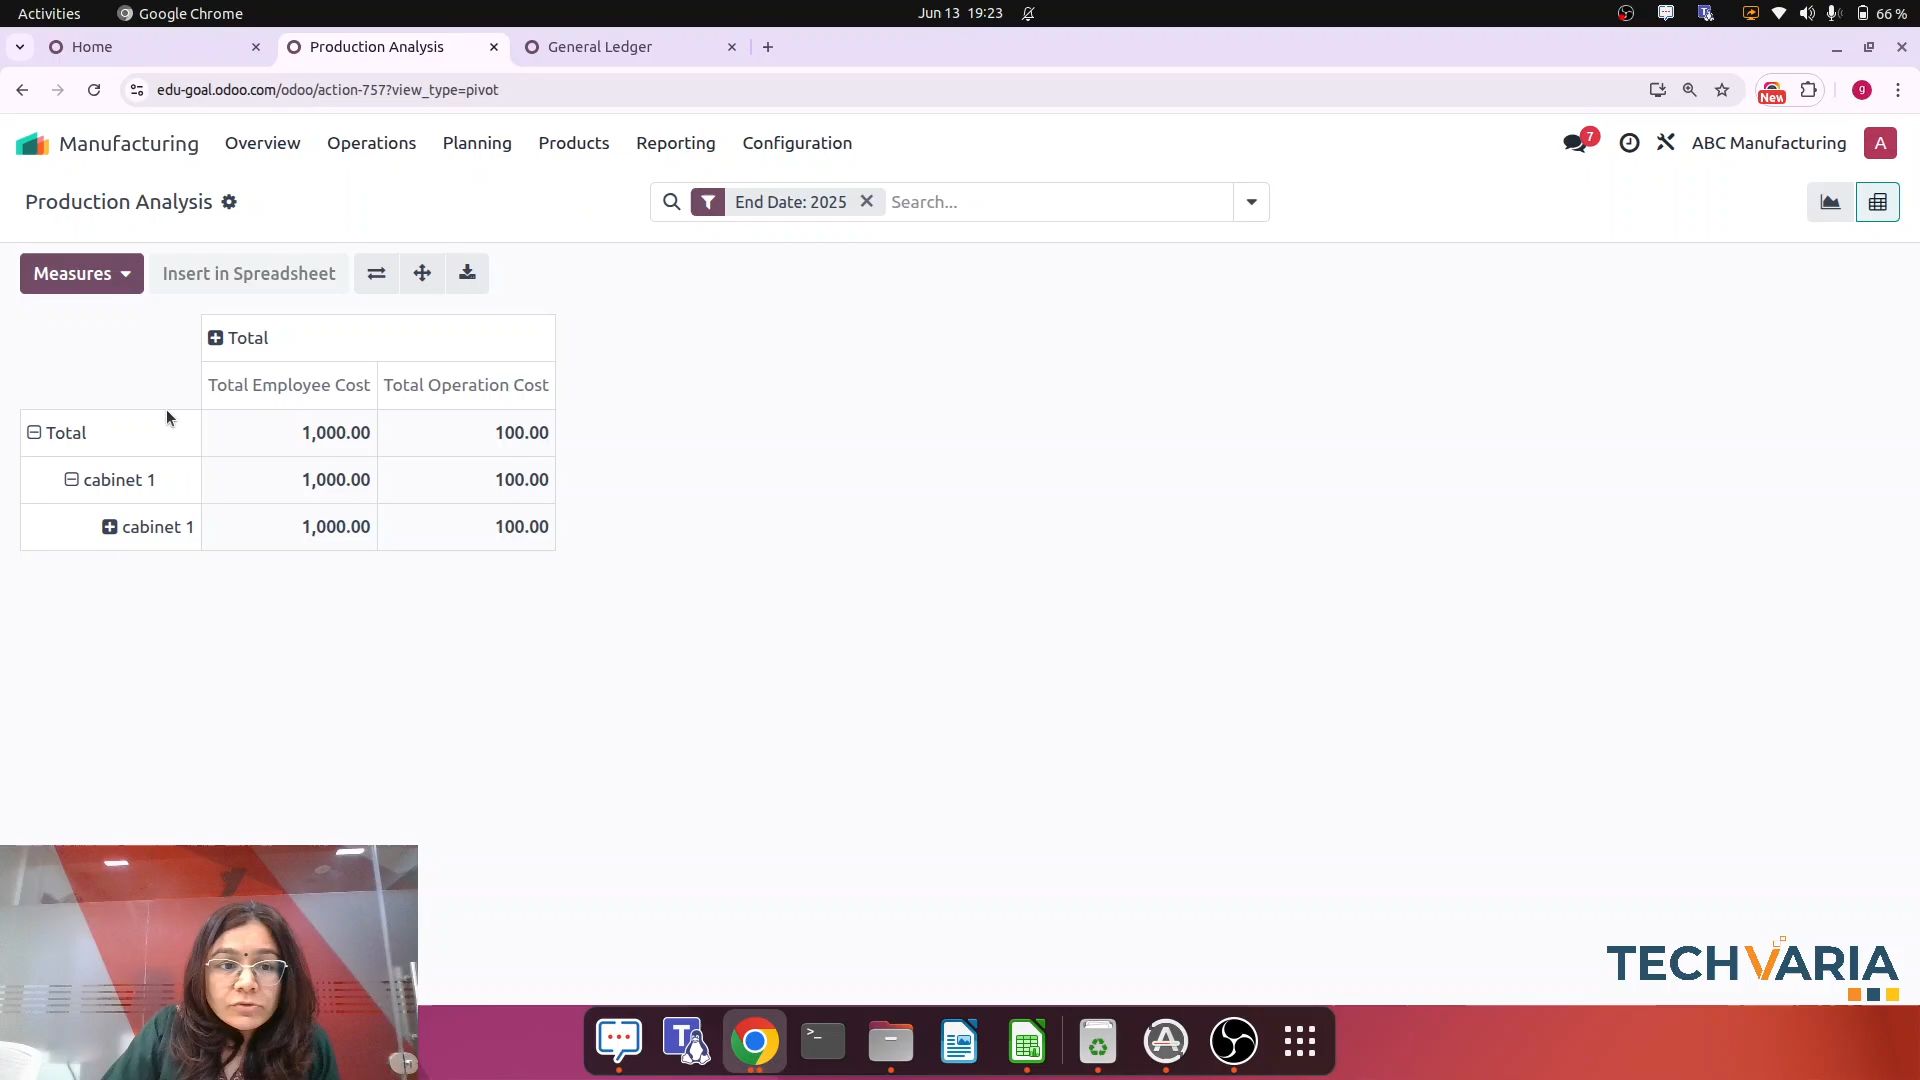 Activities Google Chrome Jun 13 19:23 66 %
Home Production Analysis General Ledger
edu-goal.odoo.com/odoo/action-757?view_type=pivot New g
Manufacturing Overview Operations Planning Products Reporting Configuration 7 ABC Manufacturing A
Production Analysis End Date: 2025 Search...
Measures Insert in Spreadsheet
Total
Total Employee Cost Total Operation Cost
Total 1,000.00 100.00
cabinet 1 1,000.00 100.00
cabinet 1 1,000.00 100.00
TECHVARIA